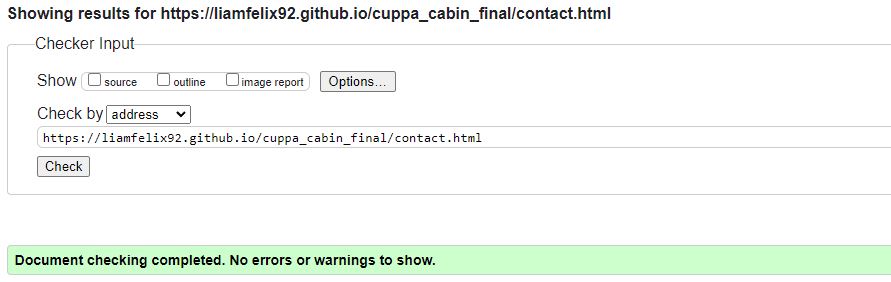 Showing results for https://liamfelix92.github.io/cuppa_cabin_final/contact.html
Checker Input
Show source outline image report Options...
Check by address
https://liamfelix92.github.io/cuppa_cabin_final/contact.html
Check
Document checking completed. No errors or warnings to show.